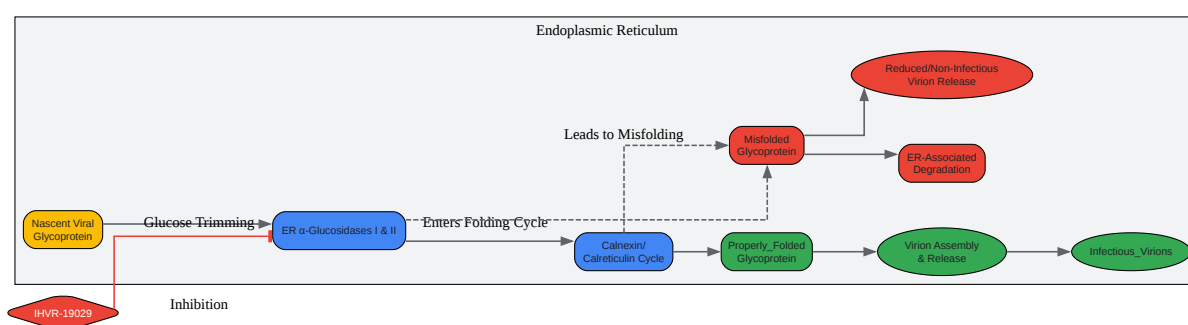 Endoplasmic Reticulum
Reduced/Non-Infectious
Virion Release
Leads to Misfolding
Misfolded
Glycoprotein
ER-Associated
Degradation
Nascent Viral
Glycoprotein
Glucose Trimming
ER α-Glucosidases I & II
Enters Folding Cycle
Calnexin/
Calreticulin Cycle
Properly_Folded
Glycoprotein
Virion Assembly
& Release
Infectious_Virions
Inhibition
IHVR-19029